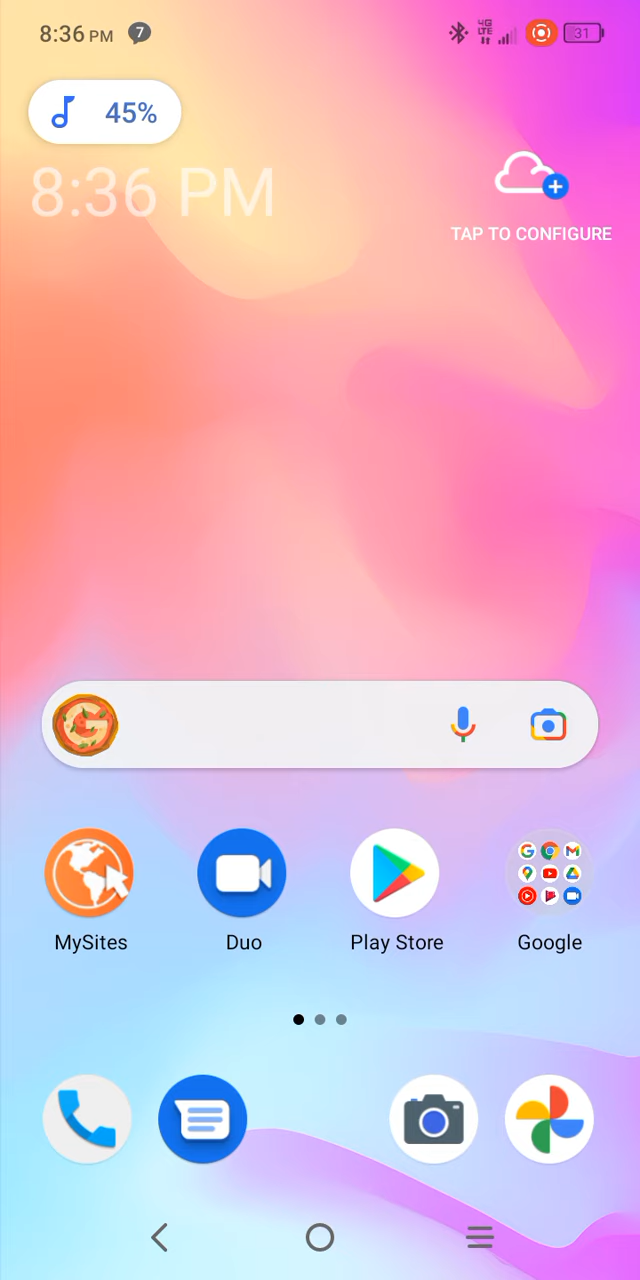 8:36 PM 7 4G LTE 31
45%
8:36 PM
TAP TO CONFIGURE
MySites Duo Play Store Google